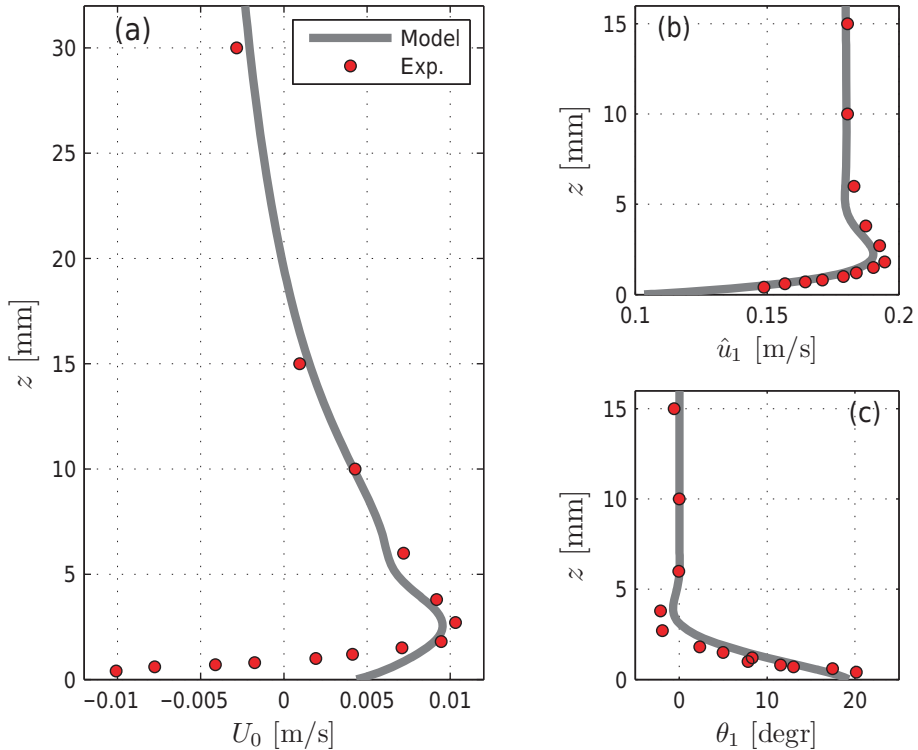 (a)
Model
Exp.
30
25
20
15
10
5
0
−0.01
−0.005
0
0.005
0.01
z [mm]
U₀ [m/s]
(b)
15
10
5
0
0.1
0.15
0.2
z [mm]
û₁ [m/s]
(c)
15
10
5
0
0
10
20
z [mm]
θ₁ [degr]